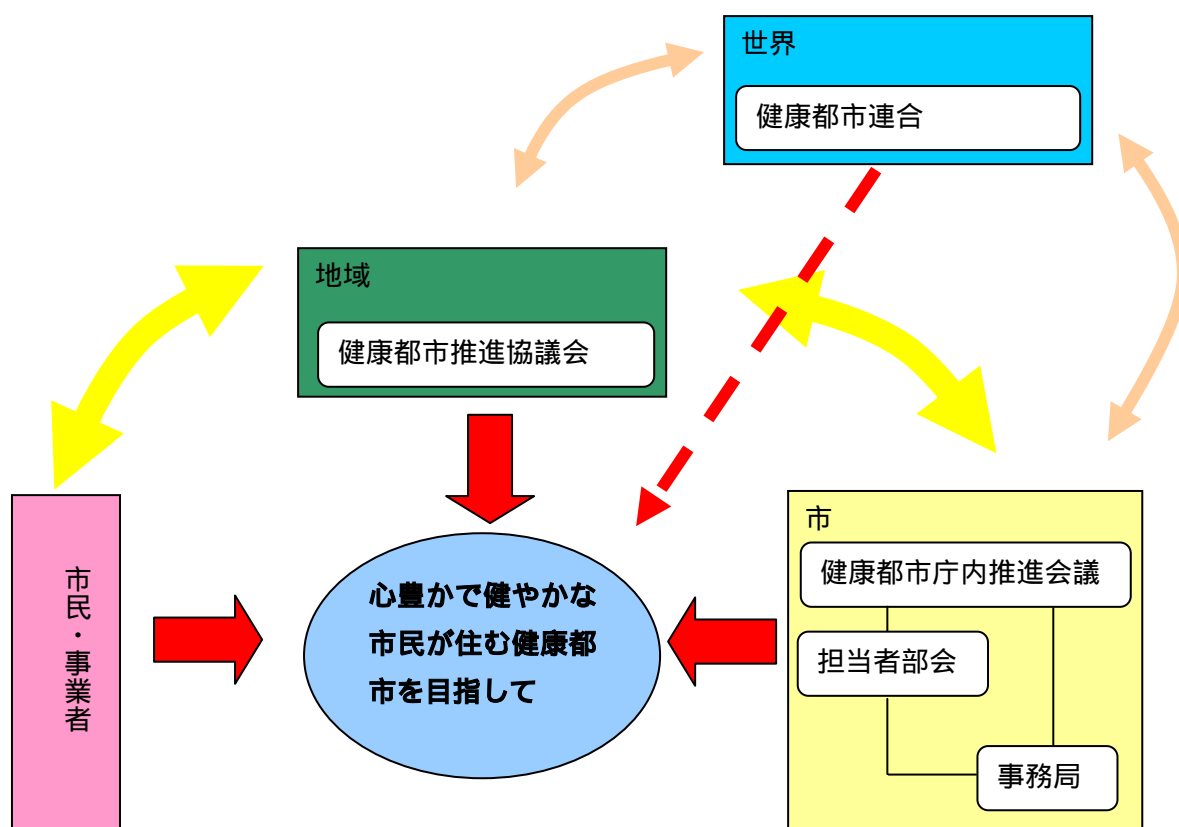 世界
健康都市連合
地域
健康都市推進協議会
市民・事業者
心豊かで健やかな
市民が住む健康都
市を目指して
市
健康都市庁内推進会議
担当者部会
事務局